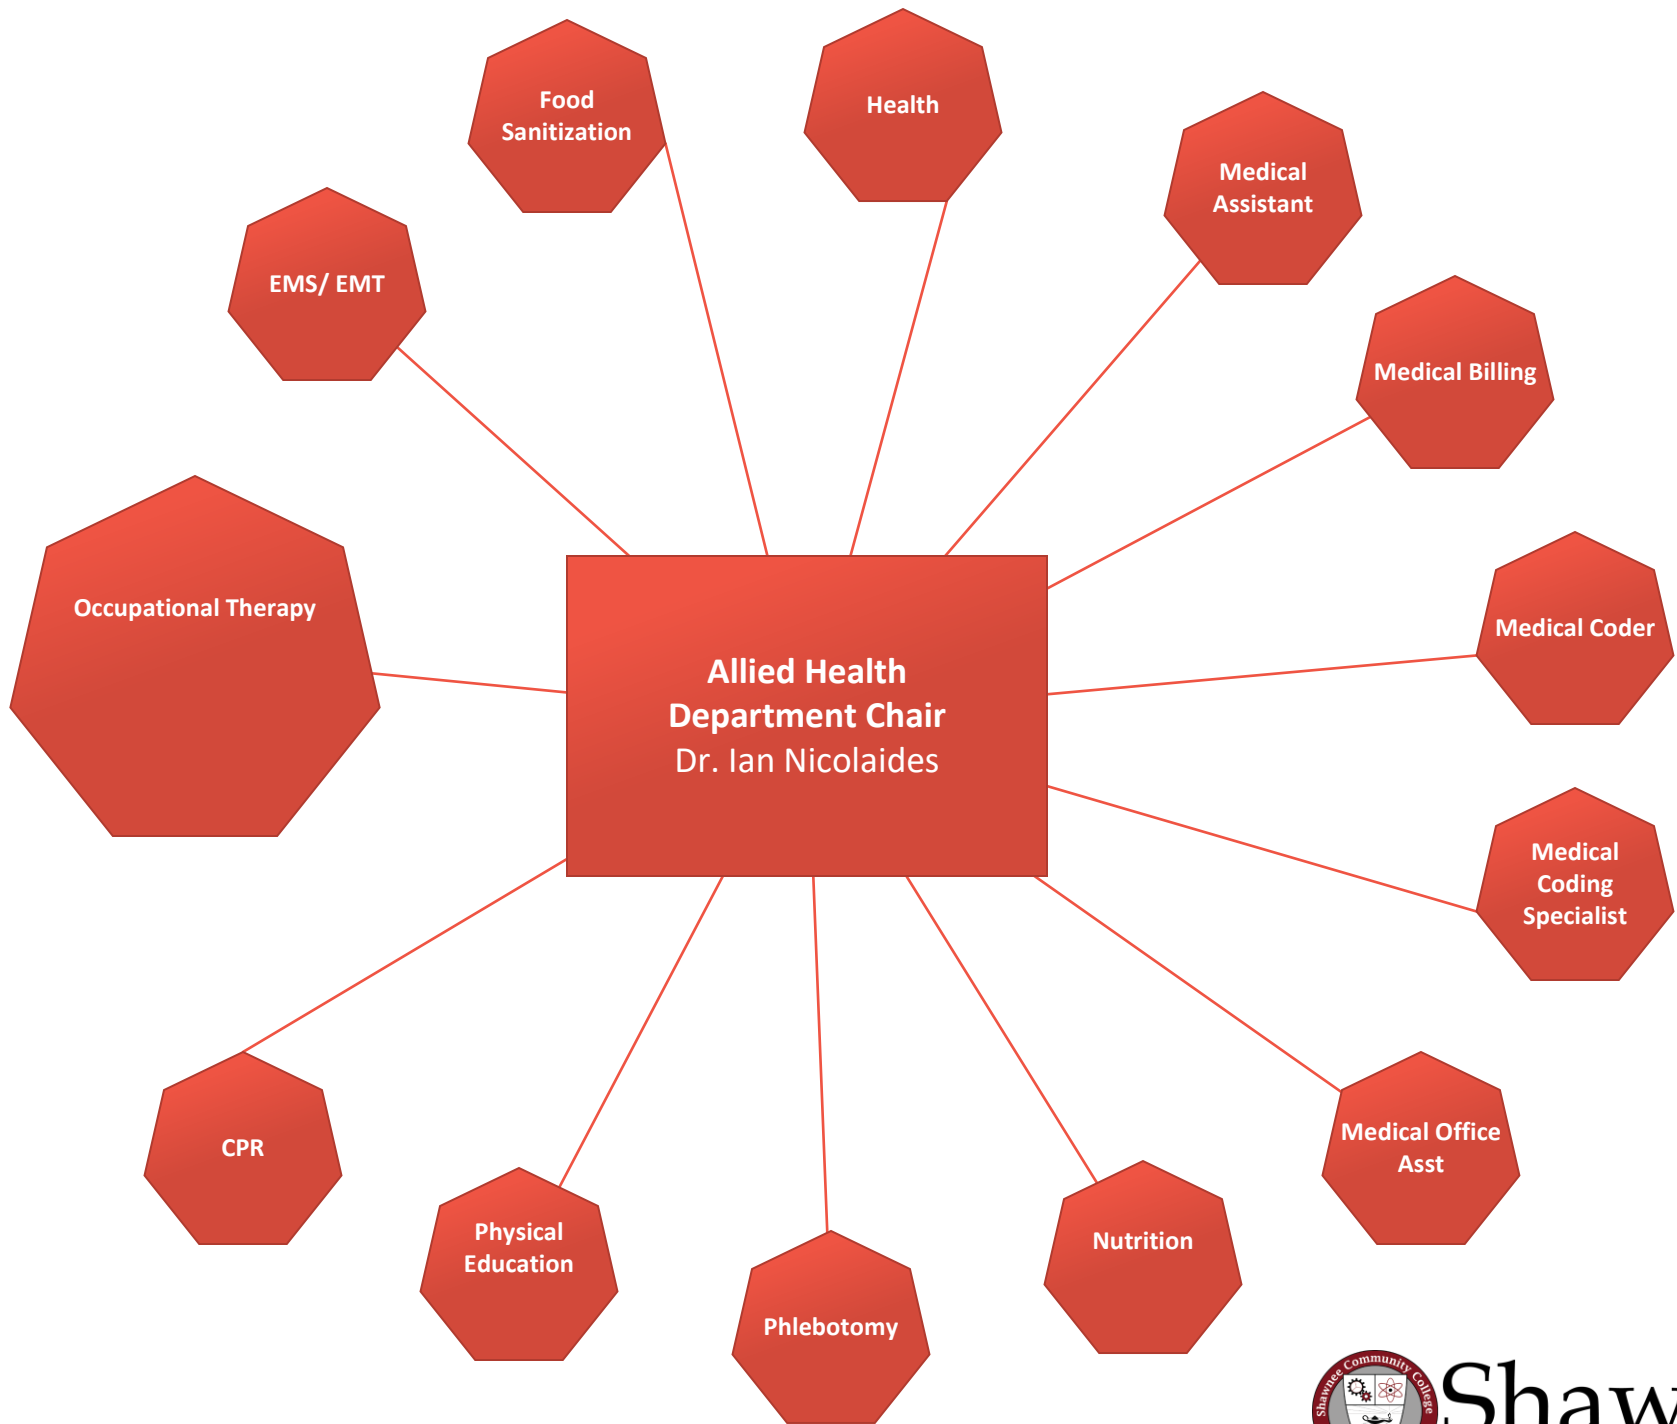 Food
Sanitization
Health
Medical
Assistant
EMS/ EMT
Medical Billing
Occupational Therapy
Medical Coder
Allied Health
Department Chair
Dr. Ian Nicolaides
Medical
Coding
Specialist
CPR
Medical Office
Asst
Physical
Education
Nutrition
Phlebotomy
Shawnee Community College
Shaw